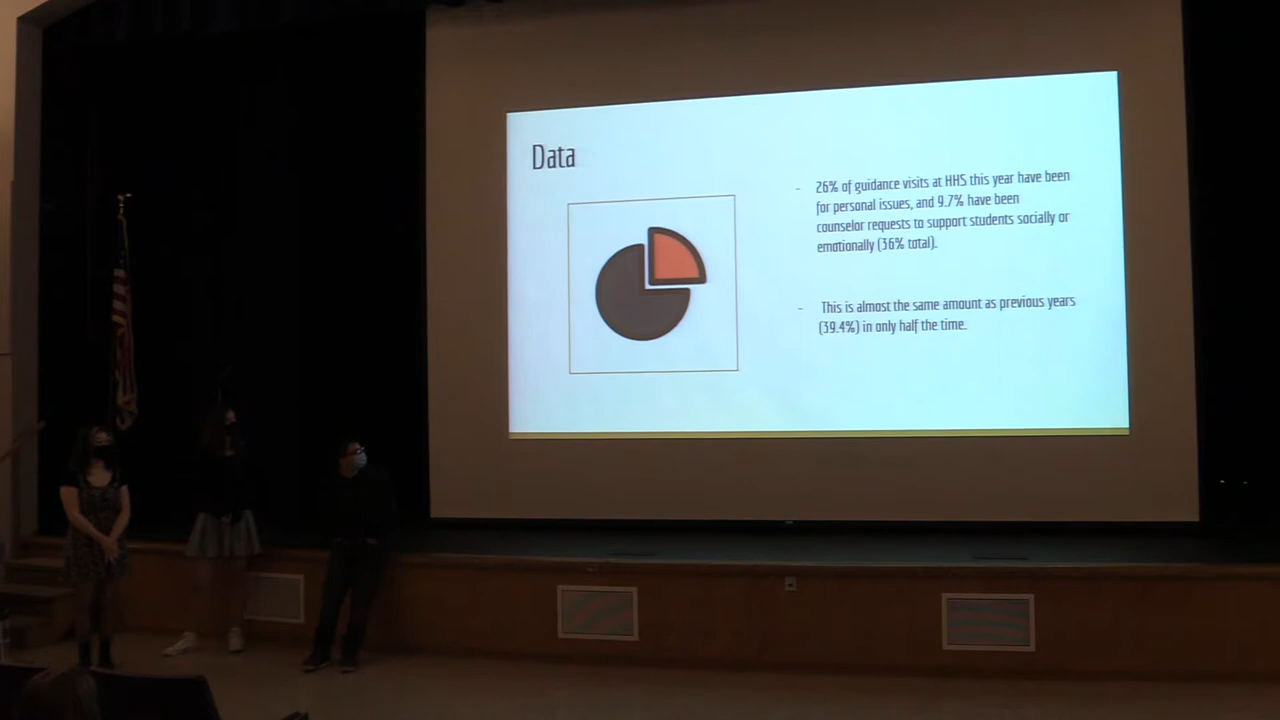 Data
- 26% of guidance visits at HHS this year have been
for personal issues, and 9.7% have been
counselor requests to support students socially or
emotionally (36% total).
- This is almost the same amount as previous years
(39.4%) in only half the time.